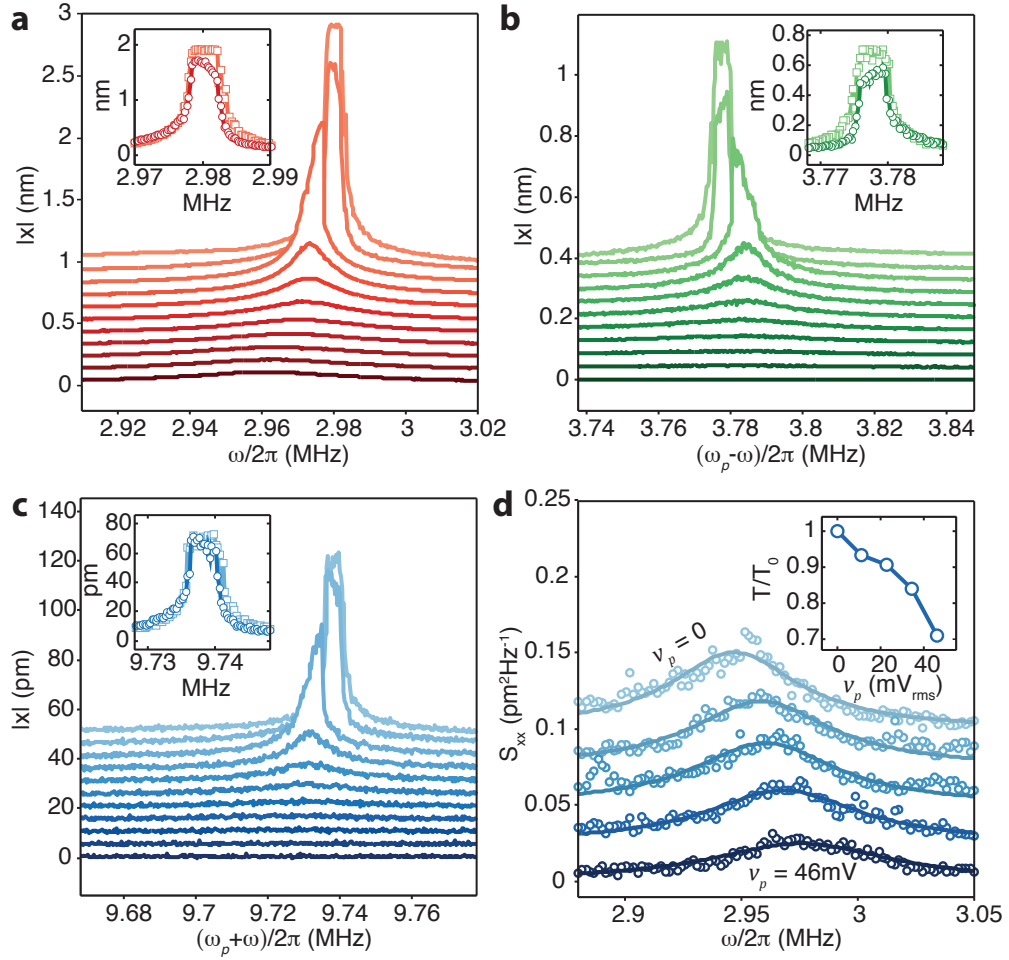 a
|x| (nm)
3
2.5
2
1.5
1
0.5
0
2.92 2.94 2.96 2.98 3 3.02
ω/2π (MHz)
nm
2
1
0
2.97 2.98 2.99
MHz
b
|x| (nm)
1
0.8
0.6
0.4
0.2
0
3.74 3.76 3.78 3.8 3.82 3.84
(ωp-ω)/2π (MHz)
nm
0.8
0.6
0.4
0.2
0
3.77 3.78
MHz
c
|x| (pm)
140
120
100
80
60
40
20
0
9.68 9.7 9.72 9.74 9.76
(ωp+ω)/2π (MHz)
pm
80
60
40
20
0
9.73 9.74
MHz
d
Sxx (pm²Hz⁻¹)
0.25
0.2
0.15
0.1
0.05
0
2.9 2.95 3 3.05
ω/2π (MHz)
vp = 0
vp = 46mV
T/T0
1
0.9
0.8
0.7
0 20 40
vp (mVrms)